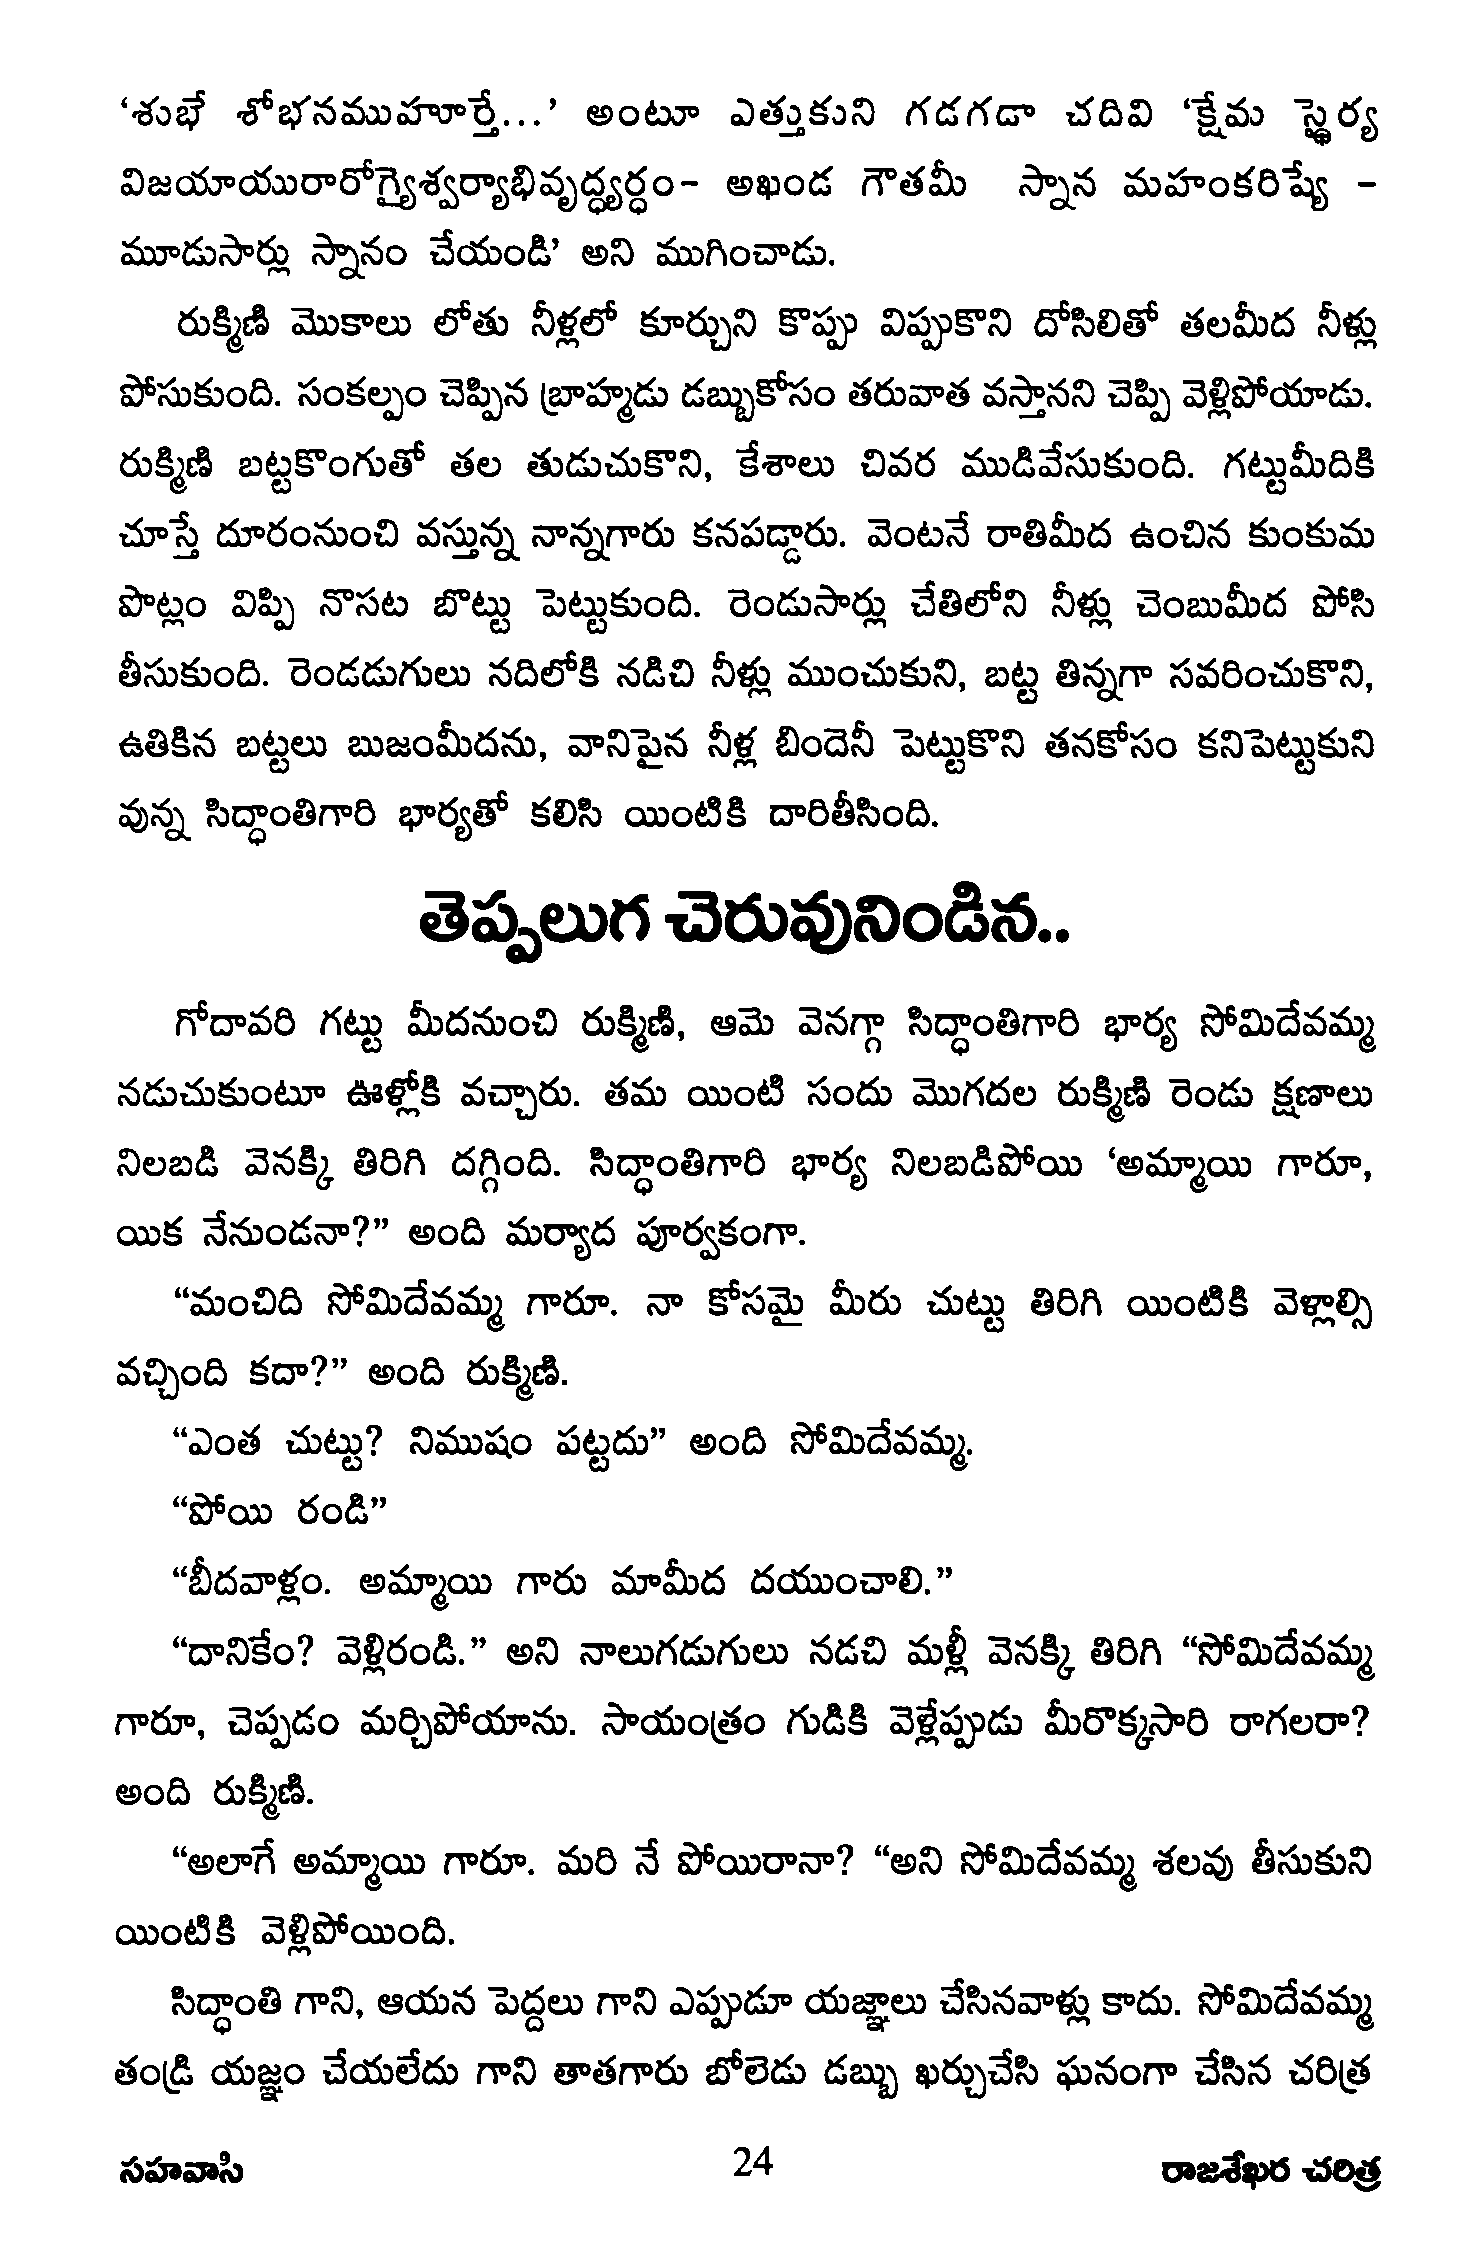 ‘శుభే శోభనముహూర్తే...’ అంటూ ఎత్తుకుని గడగడా చదివి ‘క్షేమ స్థైర్య
విజయాయురారోగ్యైశ్వర్యాభివృద్ధ్యర్ధం- అఖండ గౌతమీ స్నాన మహంకరిష్యే -
మూడుసార్లు స్నానం చేయండి’ అని ముగించాడు.
రుక్మిణి మొకాలు లోతు నీళ్లలో కూర్చుని కొప్పు విప్పుకొని దోసిలితో తలమీద నీళ్లు
పోసుకుంది. సంకల్పం చెప్పిన బ్రాహ్మడు డబ్బుకోసం తరువాత వస్తానని చెప్పి వెళ్లిపోయాడు.
రుక్మిణి బట్టకొంగుతో తల తుడుచుకొని, కేశాలు చివర ముడివేసుకుంది. గట్టుమీదికి
చూస్తే దూరంనుంచి వస్తున్న నాన్నగారు కనపడ్డారు. వెంటనే రాతిమీద ఉంచిన కుంకుమ
పొట్లం విప్పి నొసట బొట్టు పెట్టుకుంది. రెండుసార్లు చేతిలోని నీళ్లు చెంబుమీద పోసి
తీసుకుంది. రెండడుగులు నదిలోకి నడిచి నీళ్లు ముంచుకుని, బట్ట తిన్నగా సవరించుకొని,
ఉతికిన బట్టలు బుజంమీదను, వానిపైన నీళ్ల బిందెనీ పెట్టుకొని తనకోసం కనిపెట్టుకుని
వున్న సిద్ధాంతిగారి భార్యతో కలిసి యింటికి దారితీసింది.
తెప్పలుగ చెరువునిండిన..
గోదావరి గట్టు మీదనుంచి రుక్మిణి, ఆమె వెనగ్గా సిద్ధాంతిగారి భార్య సోమిదేవమ్మ
నడుచుకుంటూ ఊళ్లోకి వచ్చారు. తమ యింటి సందు మొగదల రుక్మిణి రెండు క్షణాలు
నిలబడి వెనక్కి తిరిగి దగ్గింది. సిద్ధాంతిగారి భార్య నిలబడిపోయి ‘అమ్మాయి గారూ,
యిక నేనుండనా?” అంది మర్యాద పూర్వకంగా.
“మంచిది సోమిదేవమ్మ గారూ. నా కోసమై మీరు చుట్టు తిరిగి యింటికి వెళ్లాల్సి
వచ్చింది కదా?” అంది రుక్మిణి.
“ఎంత చుట్టు? నిముషం పట్టదు” అంది సోమిదేవమ్మ.
“పోయి రండి”
“బీదవాళ్లం. అమ్మాయి గారు మామీద దయుంచాలి.”
“దానికేం? వెళ్లిరండి.” అని నాలుగడుగులు నడచి మళ్లీ వెనక్కి తిరిగి “సోమిదేవమ్మ
గారూ, చెప్పడం మర్చిపోయాను. సాయంత్రం గుడికి వెళ్లేప్పుడు మీరొక్కసారి రాగలరా?
అంది రుక్మిణి.
“అలాగే అమ్మాయి గారూ. మరి నే పోయిరానా? “అని సోమిదేవమ్మ శలవు తీసుకుని
యింటికి వెళ్లిపోయింది.
సిద్ధాంతి గాని, ఆయన పెద్దలు గాని ఎప్పుడూ యజ్ఞాలు చేసినవాళ్లు కాదు. సోమిదేవమ్మ
తండ్రి యజ్ఞం చేయలేదు గాని తాతగారు బోలెడు డబ్బు ఖర్చుచేసి ఘనంగా చేసిన చరిత్ర
సహవాసి 24 రాజశేఖర చరిత్ర